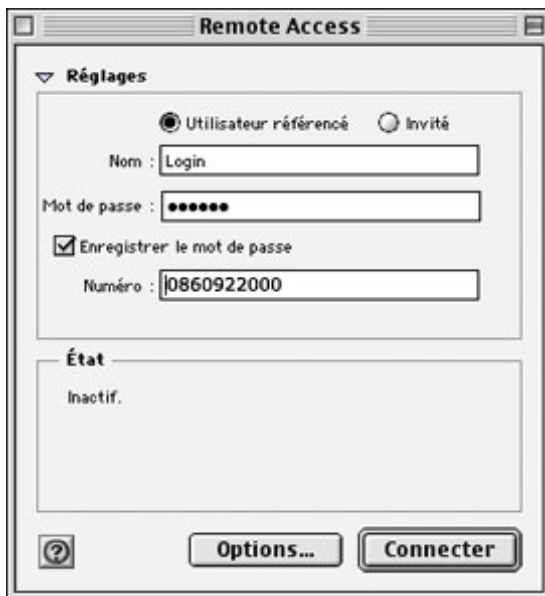 Remote Access
Réglages
Utilisateur référencé Invité
Nom : Login
Mot de passe : ●●●●●●
Enregistrer le mot de passe
Numéro : 0860922000
État
Inactif.
? Options... Connecter